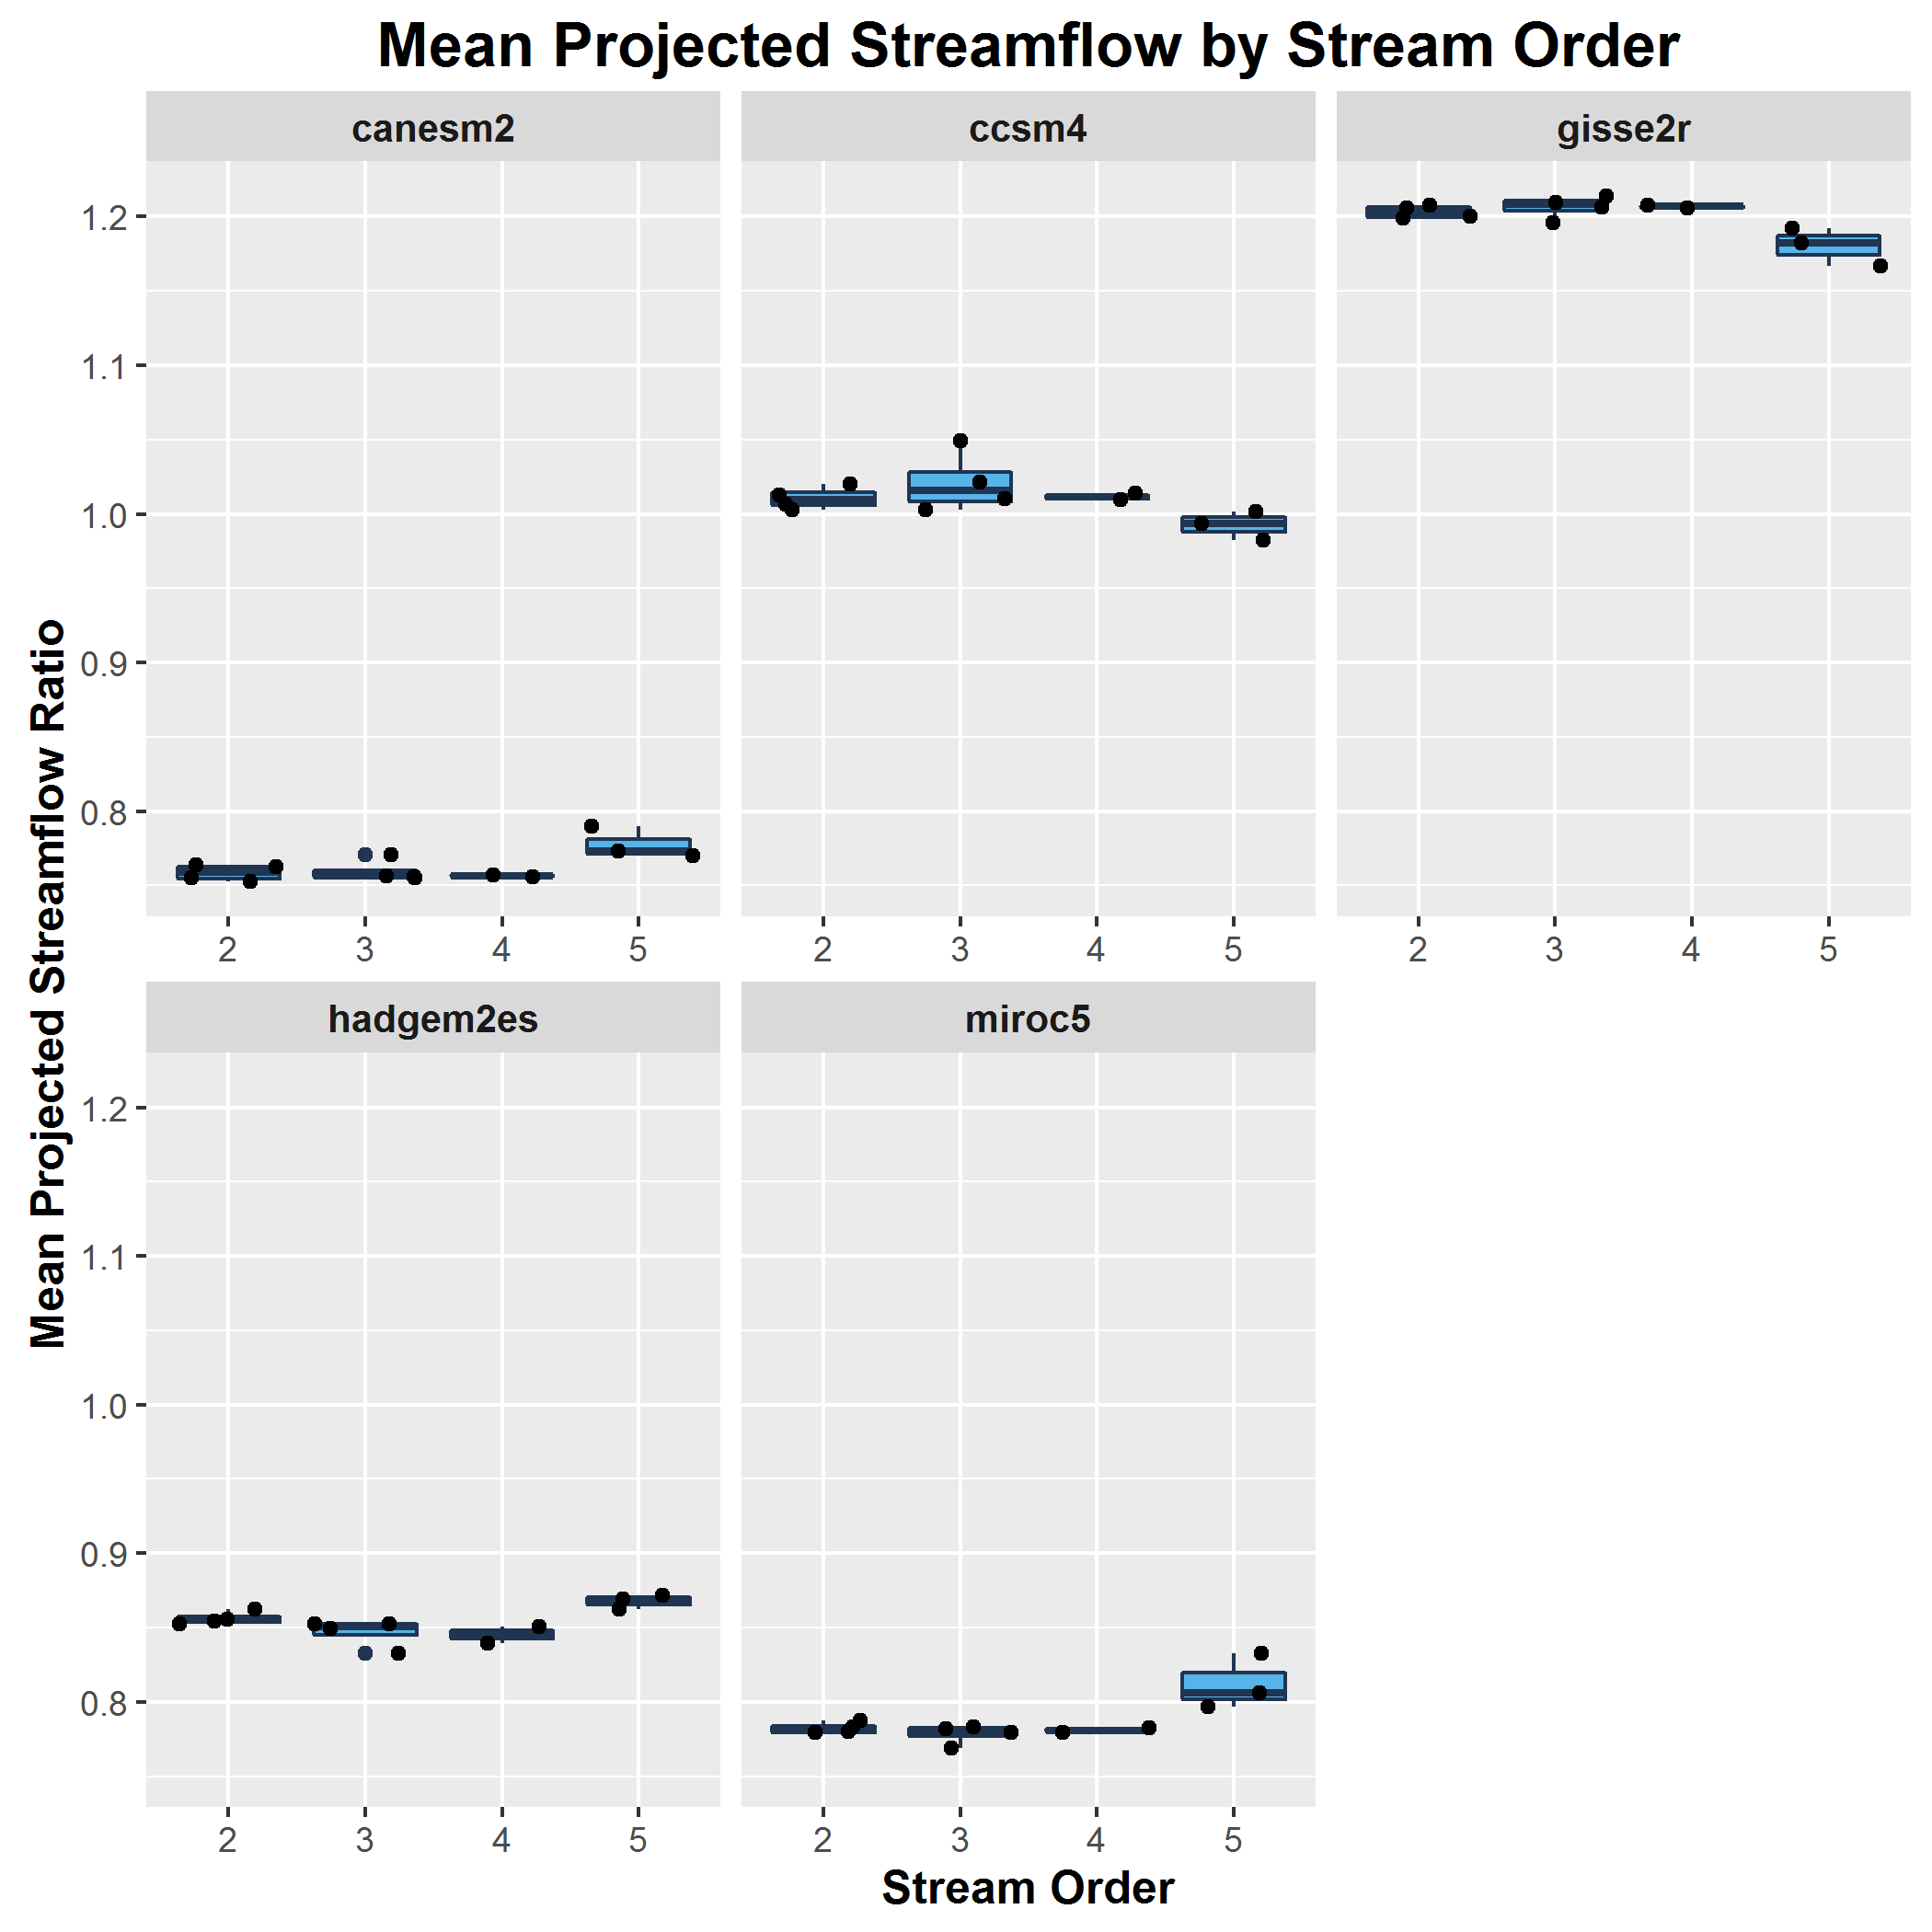 Mean Projected Streamflow by Stream Order
canesm2
ccsm4
gisse2r
1.2
1.1
1.0
0.9
0.8
2 3 4 5
2 3 4 5
2 3 4 5
Mean Projected Streamflow Ratio
hadgem2es
miroc5
1.2
1.1
1.0
0.9
0.8
2 3 4 5
2 3 4 5
Stream Order